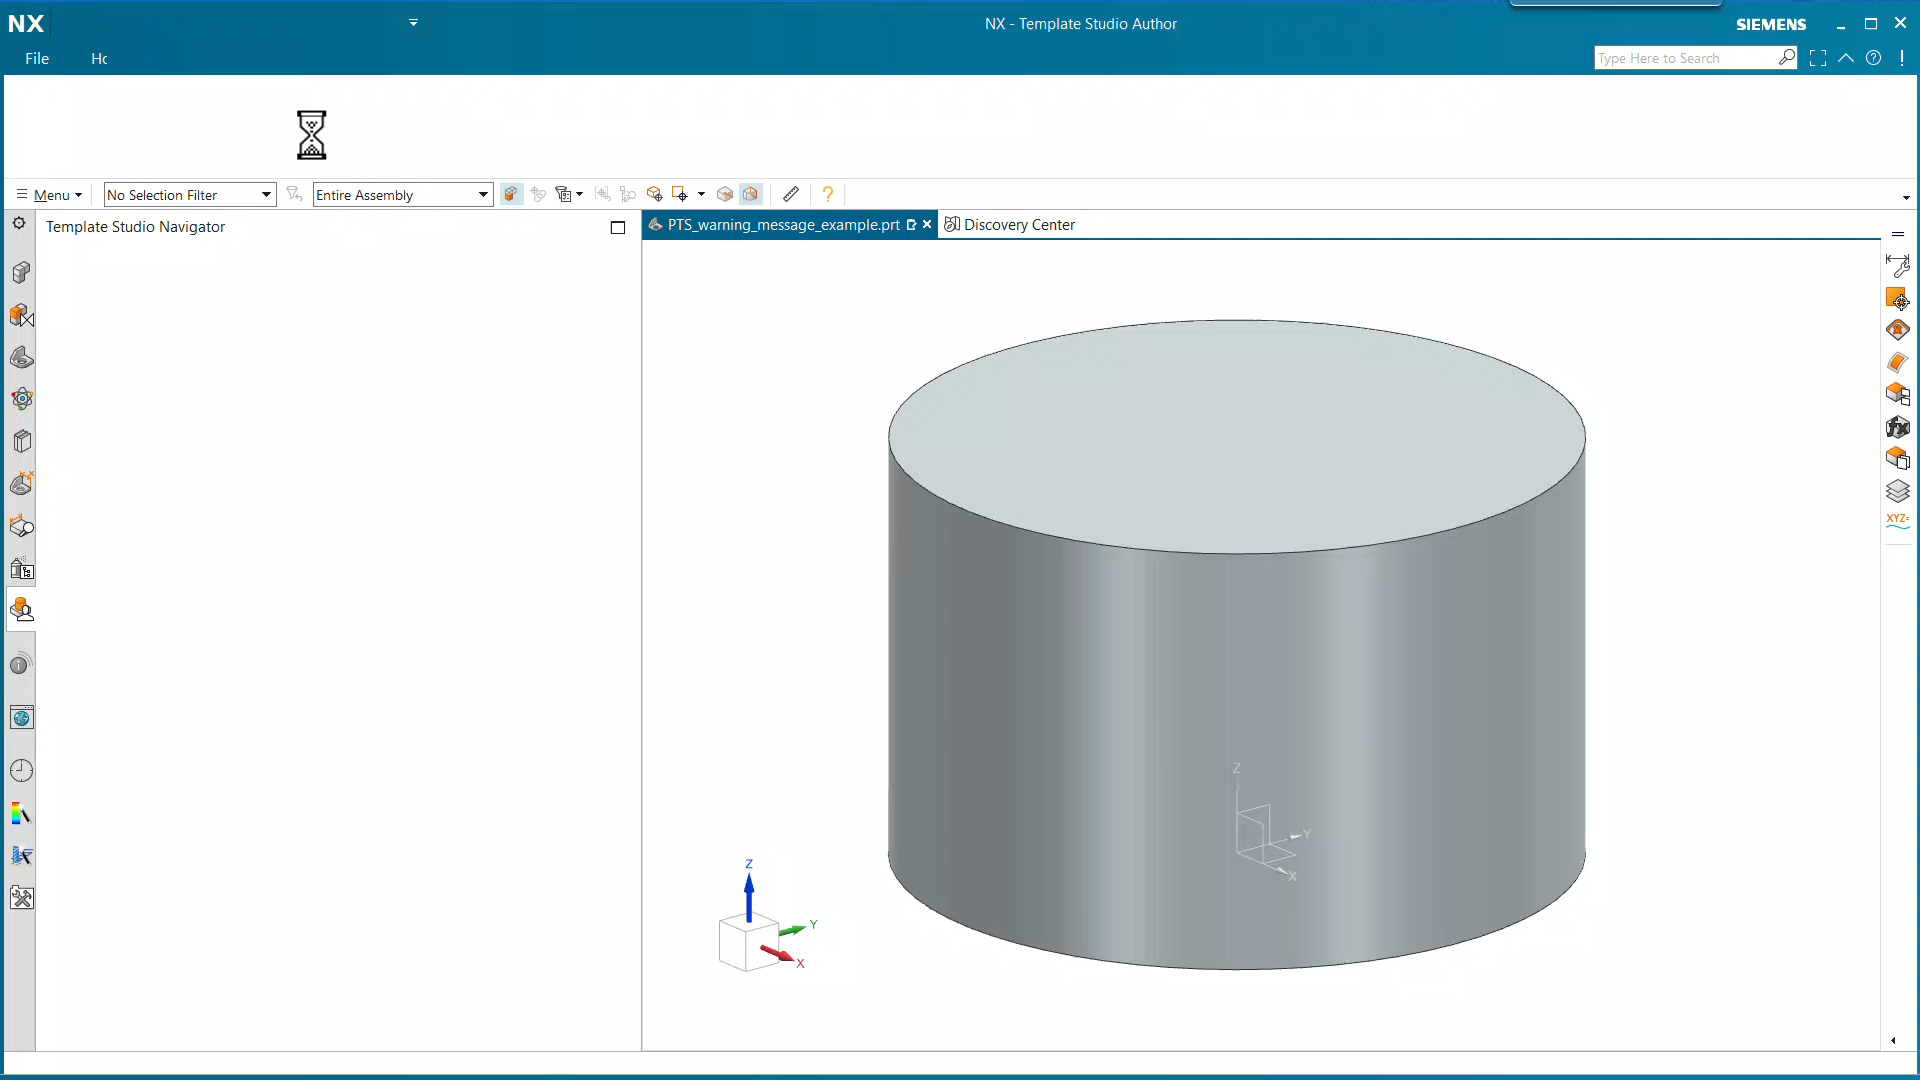 NX
NX - Template Studio Author
SIEMENS
File
Hc
Type Here to Search
Menu
No Selection Filter
Entire Assembly
Template Studio Navigator
PTS_warning_message_example.prt
Discovery Center
fx
XYZ=
Z
Y
X
Z
Y
X